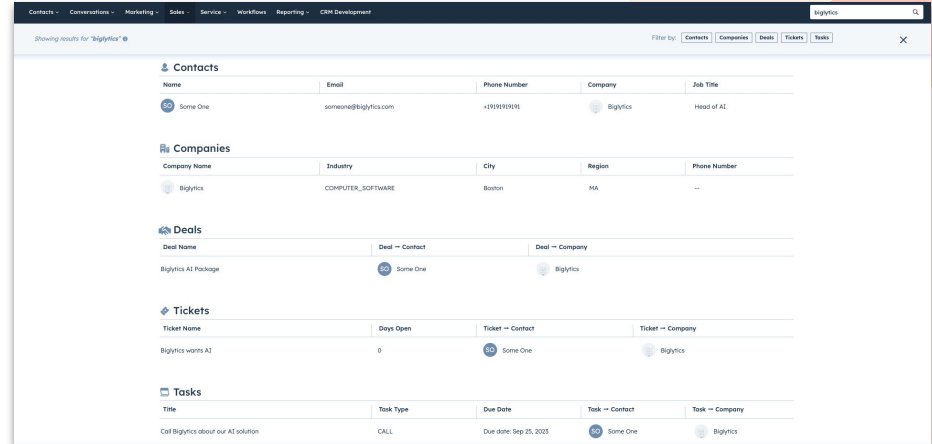 Contacts Conversations Marketing Sales Service Workflows Reporting CRM Development biglytics
Showing results for "biglytics" Filter by: Contacts Companies Deals Tickets Tasks
Contacts
Name Email Phone Number Company Job Title
SO Some One someone@biglytics.com +19191919191 Biglytics Head of AI
Companies
Company Name Industry City Region Phone Number
Biglytics COMPUTER_SOFTWARE Boston MA --
Deals
Deal Name Deal → Contact Deal → Company
Biglytics AI Package SO Some One Biglytics
Tickets
Ticket Name Days Open Ticket → Contact Ticket → Company
Biglytics wants AI 0 SO Some One Biglytics
Tasks
Title Task Type Due Date Task → Contact Task → Company
Call Biglytics about our AI solution CALL Due date: Sep 25, 2023 SO Some One Biglytics